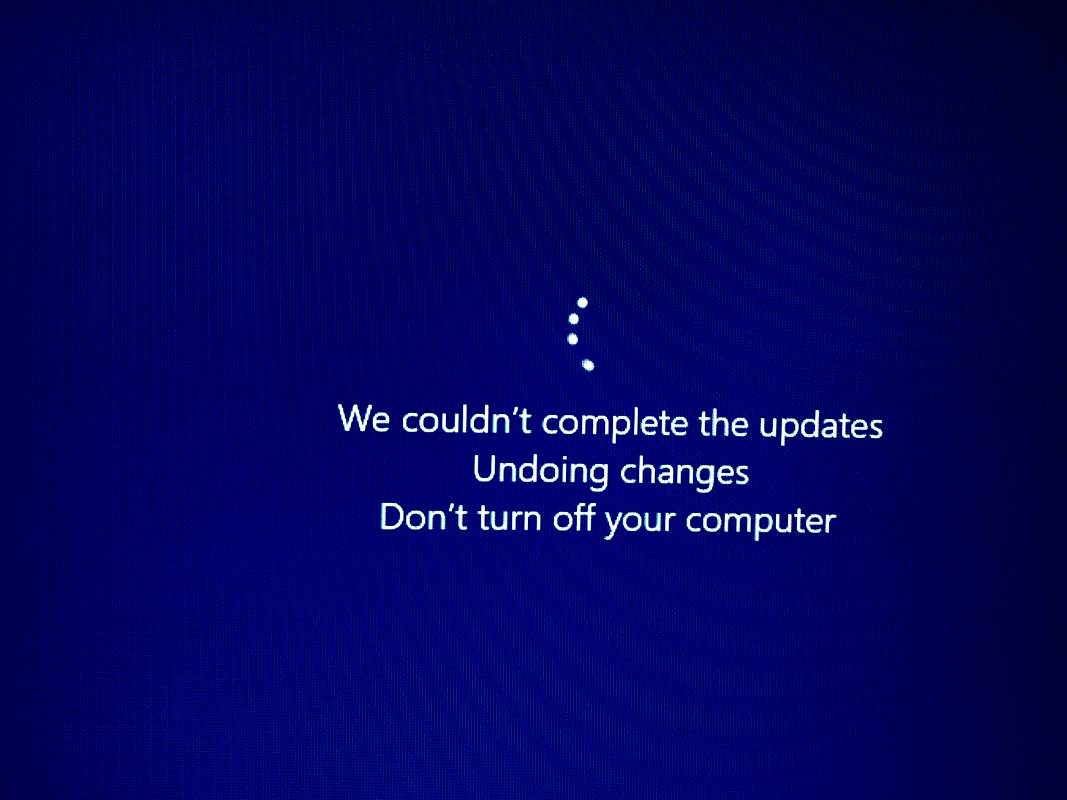 We couldn't complete the updates
Undoing changes
Don't turn off your computer